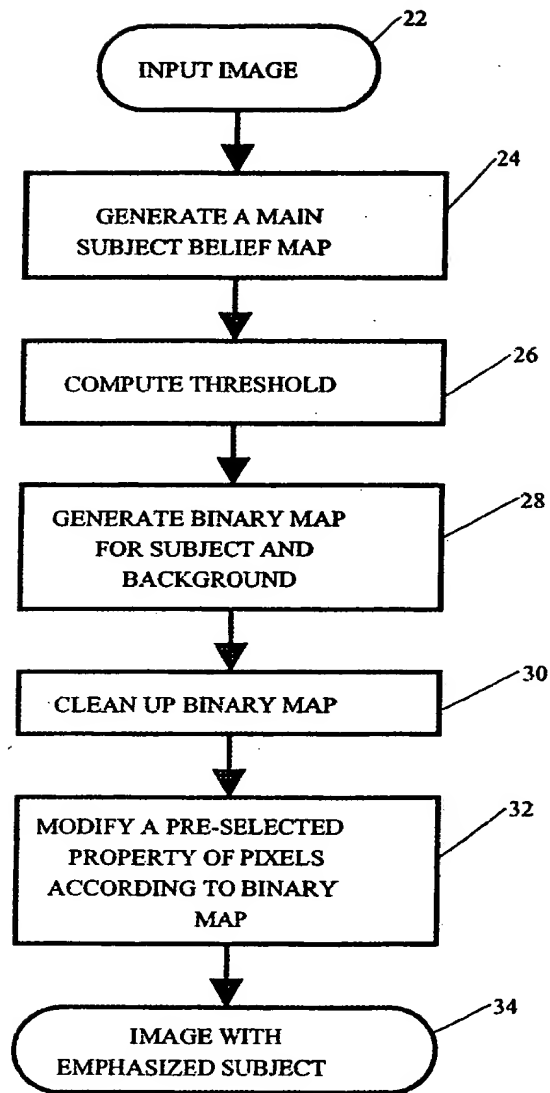 22
INPUT IMAGE
24
GENERATE A MAIN
SUBJECT BELIEF MAP
26
COMPUTE THRESHOLD
28
GENERATE BINARY MAP
FOR SUBJECT AND
BACKGROUND
30
CLEAN UP BINARY MAP
32
MODIFY A PRE-SELECTED
PROPERTY OF PIXELS
ACCORDING TO BINARY
MAP
34
IMAGE WITH
EMPHASIZED SUBJECT